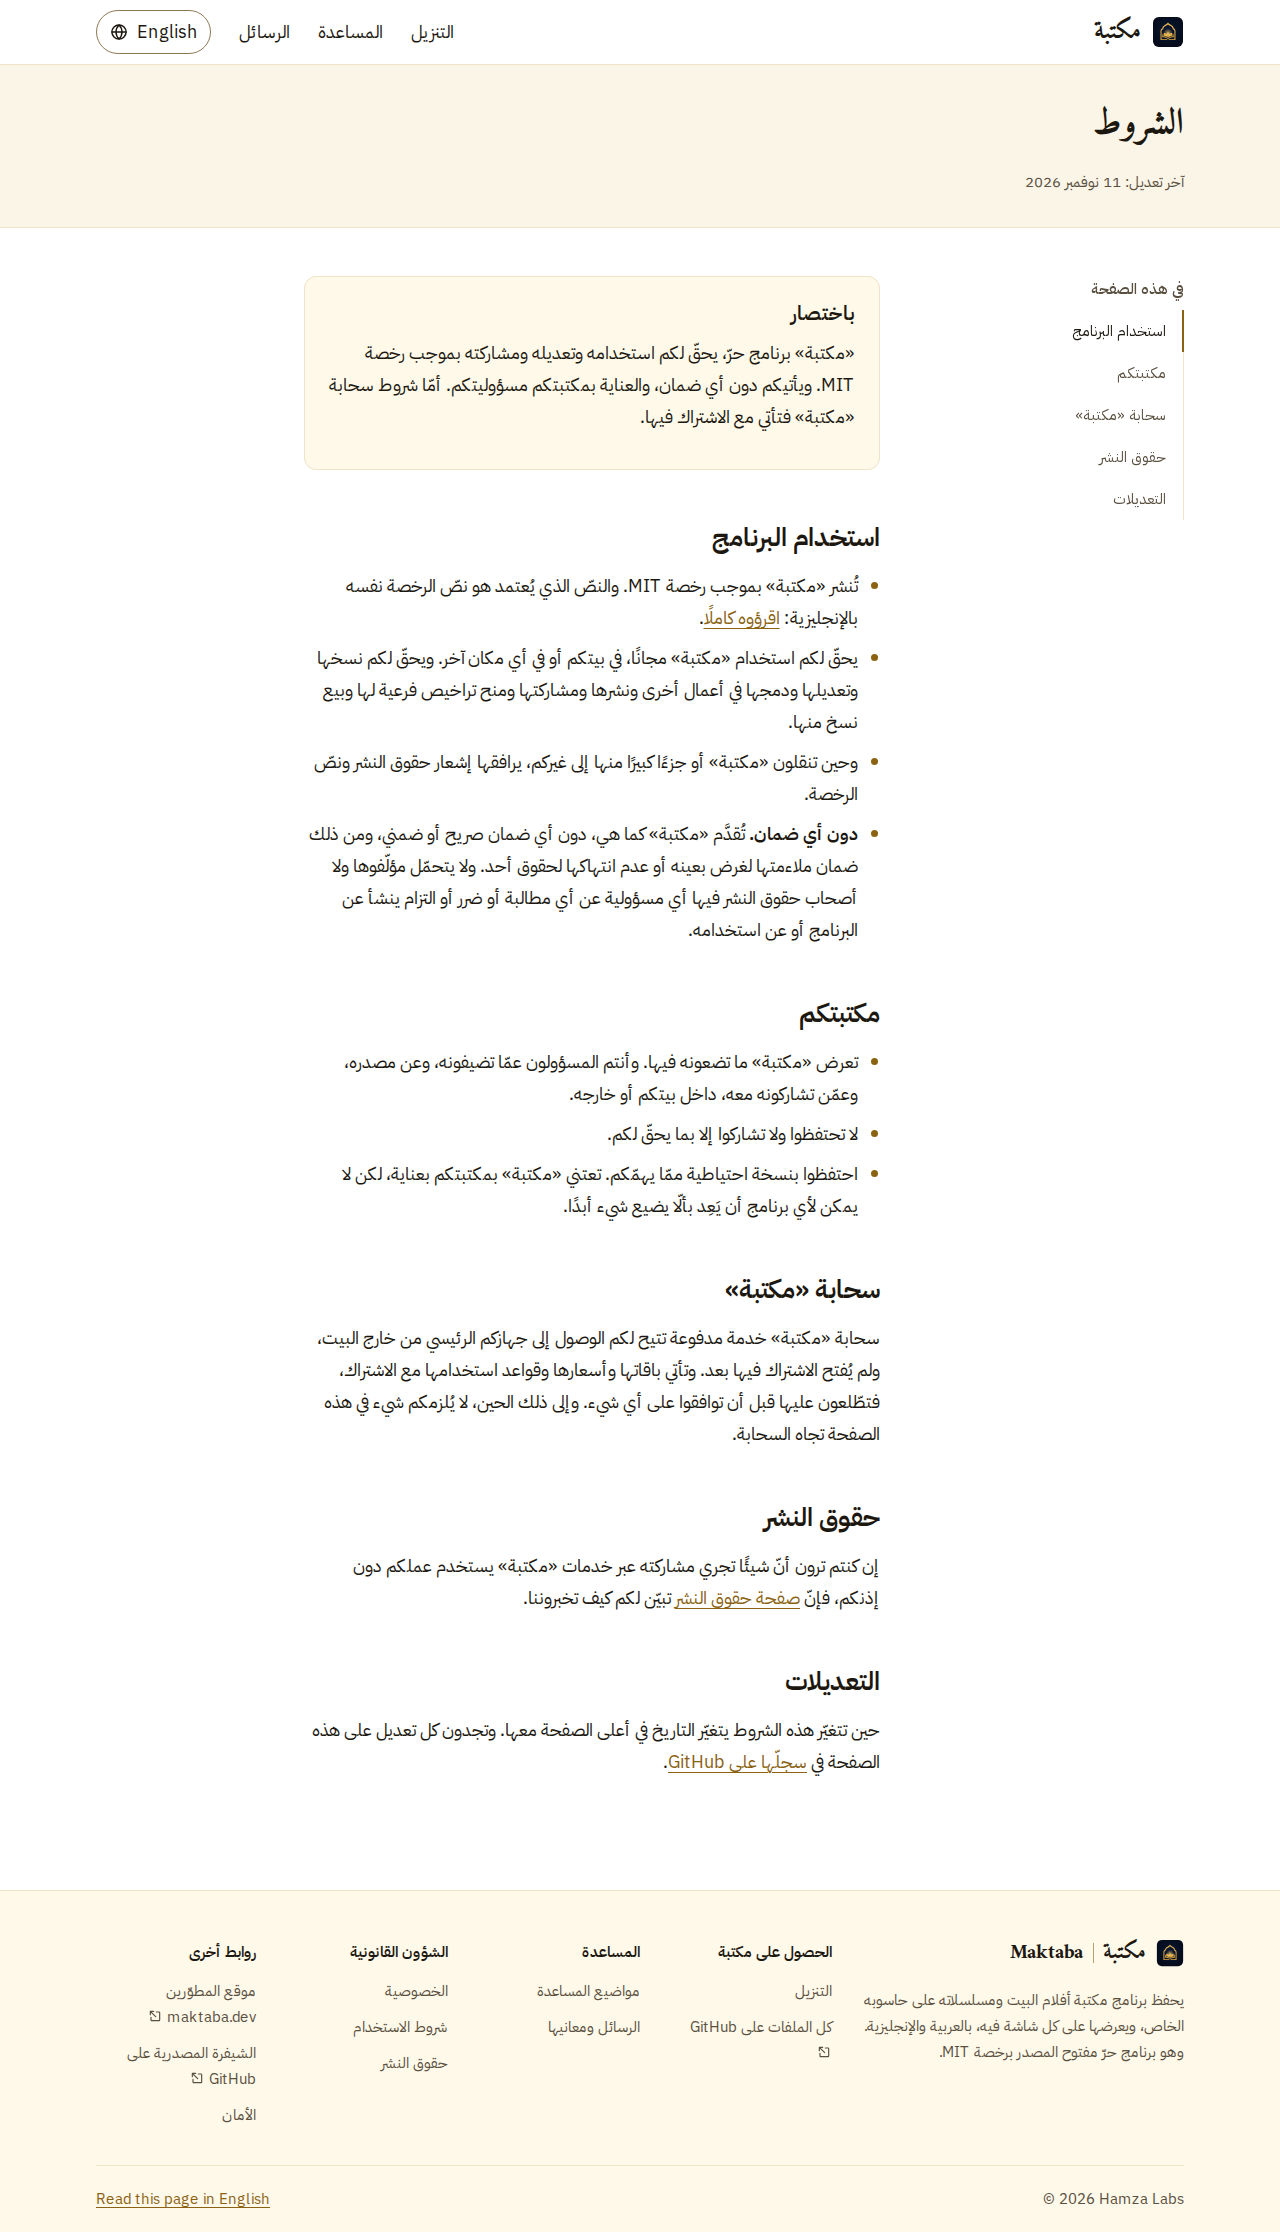 مكتبة
التنزيل
المساعدة
الرسائل
English
الشروط
آخر تعديل: 11 نوفمبر 2026
في هذه الصفحة
استخدام البرنامج
مكتبتكم
سحابة «مكتبة»
حقوق النشر
التعديلات
باختصار
«مكتبة» برنامج حرّ، يحقّ لكم استخدامه وتعديله ومشاركته بموجب رخصة
MIT. ويأتيكم دون أي ضمان، والعناية بمكتبتكم مسؤوليتكم. أمّا شروط سحابة
«مكتبة» فتأتي مع الاشتراك فيها.
استخدام البرنامج
تُنشر «مكتبة» بموجب رخصة MIT. والنصّ الذي يُعتمد هو نصّ الرخصة نفسه
بالإنجليزية: اقرؤوه كاملًا.
يحقّ لكم استخدام «مكتبة» مجانًا، في بيتكم أو في أي مكان آخر. ويحقّ لكم نسخها
وتعديلها ودمجها في أعمال أخرى ونشرها ومشاركتها ومنح تراخيص فرعية لها وبيع
نسخ منها.
وحين تنقلون «مكتبة» أو جزءًا كبيرًا منها إلى غيركم، يرافقها إشعار حقوق النشر ونصّ
الرخصة.
دون أي ضمان. تُقدَّم «مكتبة» كما هي، دون أي ضمان صريح أو ضمني، ومن ذلك
ضمان ملاءمتها لغرض بعينه أو عدم انتهاكها لحقوق أحد. ولا يتحمّل مؤلّفوها ولا
أصحاب حقوق النشر فيها أي مسؤولية عن أي مطالبة أو ضرر أو التزام ينشأ عن
البرنامج أو عن استخدامه.
مكتبتكم
تعرض «مكتبة» ما تضعونه فيها. وأنتم المسؤولون عمّا تضيفونه، وعن مصدره،
وعمّن تشاركونه معه، داخل بيتكم أو خارجه.
لا تحتفظوا ولا تشاركوا إلا بما يحقّ لكم.
احتفظوا بنسخة احتياطية ممّا يهمّكم. تعتني «مكتبة» بمكتبتكم بعناية، لكن لا
يمكن لأي برنامج أن يَعِد بألّا يضيع شيء أبدًا.
سحابة «مكتبة»
سحابة «مكتبة» خدمة مدفوعة تتيح لكم الوصول إلى جهازكم الرئيسي من خارج البيت،
ولم يُفتح الاشتراك فيها بعد. وتأتي باقاتها وأسعارها وقواعد استخدامها مع الاشتراك،
فتطّلعون عليها قبل أن توافقوا على أي شيء. وإلى ذلك الحين، لا يُلزمكم شيء في هذه
الصفحة تجاه السحابة.
حقوق النشر
إن كنتم ترون أنّ شيئًا تجري مشاركته عبر خدمات «مكتبة» يستخدم عملكم دون
إذنكم، فإنّ صفحة حقوق النشر تبيّن لكم كيف تخبروننا.
التعديلات
حين تتغيّر هذه الشروط يتغيّر التاريخ في أعلى الصفحة معها. وتجدون كل تعديل على هذه
الصفحة في سجلّها على GitHub.
مكتبة | Maktaba
يحفظ برنامج مكتبة أفلام البيت ومسلسلاته على حاسوبه
الخاص، ويعرضها على كل شاشة فيه، بالعربية والإنجليزية.
وهو برنامج حرّ مفتوح المصدر برخصة MIT.
الحصول على مكتبة
التنزيل
كل الملفات على GitHub
المساعدة
مواضيع المساعدة
الرسائل ومعانيها
الشؤون القانونية
الخصوصية
شروط الاستخدام
حقوق النشر
روابط أخرى
موقع المطوّرين
maktaba.dev
الشيفرة المصدرية على
GitHub
الأمان
© 2026 Hamza Labs
Read this page in English